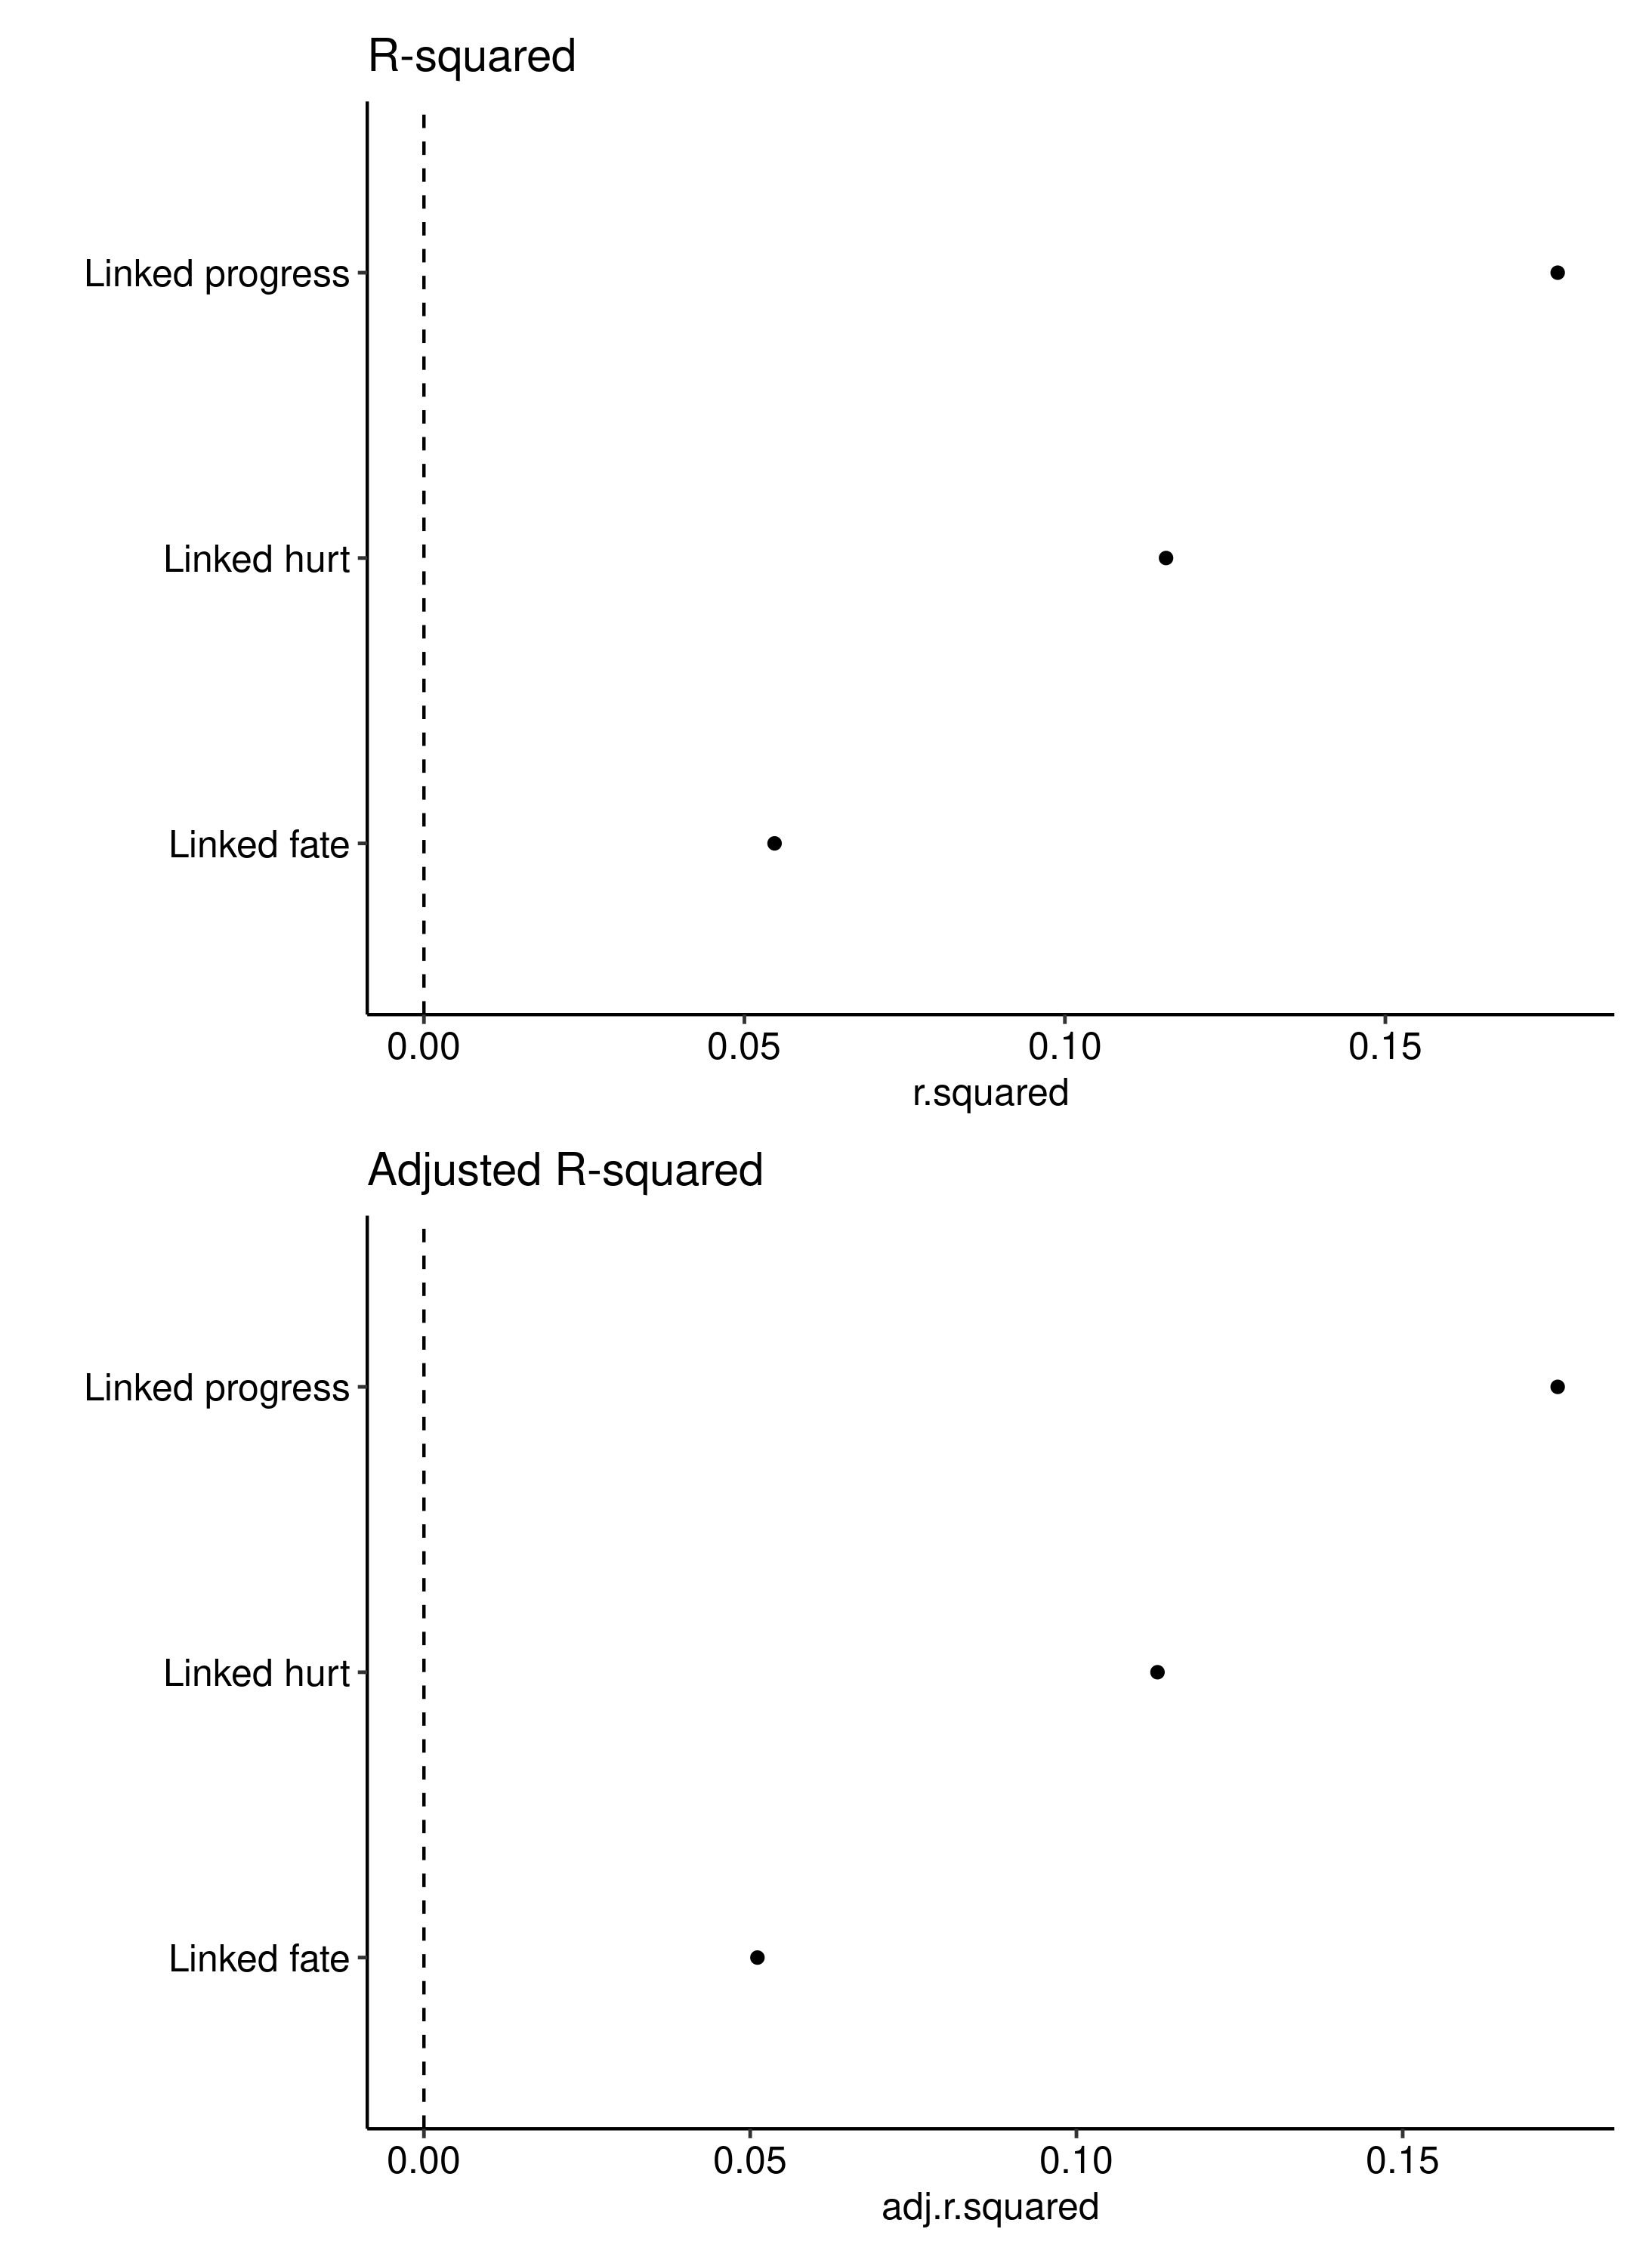 R-squared
Linked progress
Linked hurt
Linked fate
0.00 0.05 0.10 0.15
r.squared
Adjusted R-squared
Linked progress
Linked hurt
Linked fate
0.00 0.05 0.10 0.15
adj.r.squared